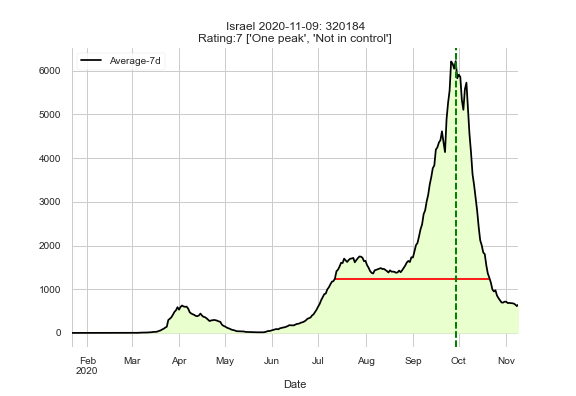 Israel 2020-11-09: 320184
Rating:7 ['One peak', 'Not in control']
Average-7d
6000
5000
4000
3000
2000
1000
0
Feb Mar Apr May Jun Jul Aug Sep Oct Nov
2020
Date